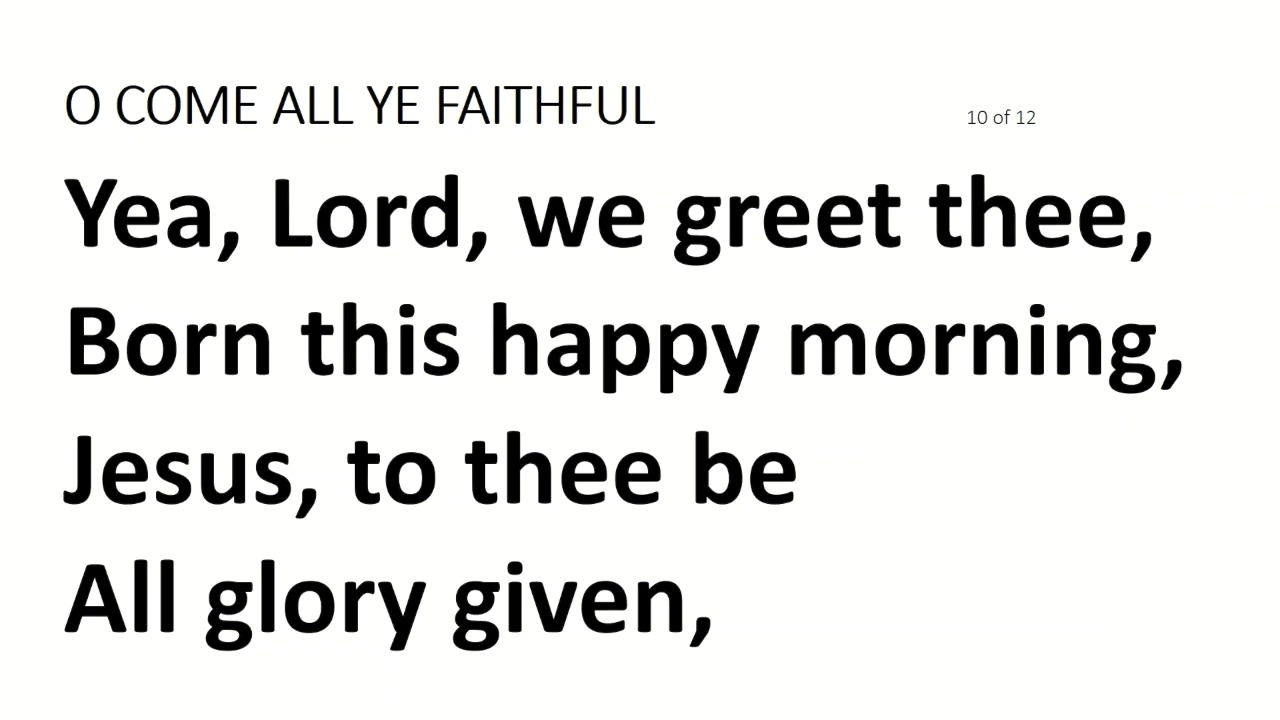 O COME ALL YE FAITHFUL 10 of 12
Yea, Lord, we greet thee,
Born this happy morning,
Jesus, to thee be
All glory given,